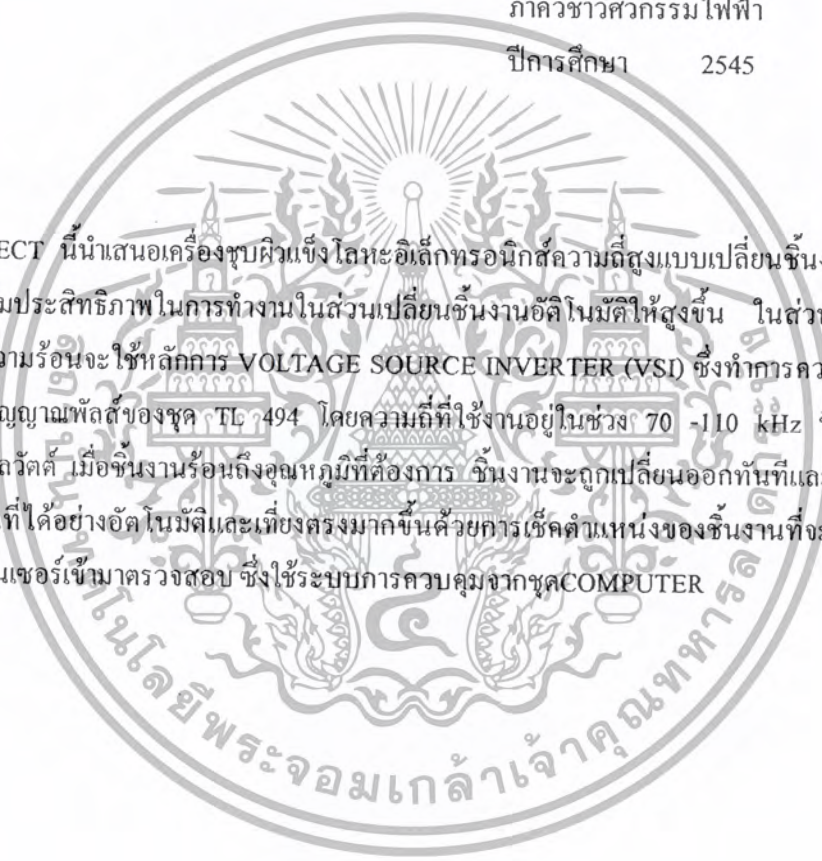 ภาควิชาวิศวกรรมไฟฟ้า
ปีการศึกษา 2545
ECT นี้นำเสนอเครื่องชุบผิวแข็งโลหะอิเล็กทรอนิกส์ความถี่สูงแบบเปลี่ยนชิ้น
มประสิทธิภาพในการทำงานในส่วนเปลี่ยนชิ้นงานอัติโนมัติให้สูงขึ้น ในส่วน
วามร้อนจะใช้หลักการ VOLTAGE SOURCE INVERTER (VSI) ซึ่งทำการคว
ญญาณพัลส์ของชุด TL 494 โดยความถี่ที่ใช้งานอยู่ในช่วง 70 -110 kHz
ลวัตต์ เมื่อชิ้นงานร้อนถึงอุณหภูมิที่ต้องการ ชิ้นงานจะถูกเปลี่ยนออกทันทีและ
ที่ได้อย่างอัตโนมัติและเที่ยงตรงมากขึ้นด้วยการเช็คตำแหน่งของชิ้นงานที่จะ
นเซอร์เข้ามาตรวจสอบ ซึ่งใช้ระบบการควบคุมจากชุดCOMPUTER
เทคโนโลยีพระจอมเกล้าเจ้าคุณทหารลาดกระบัง